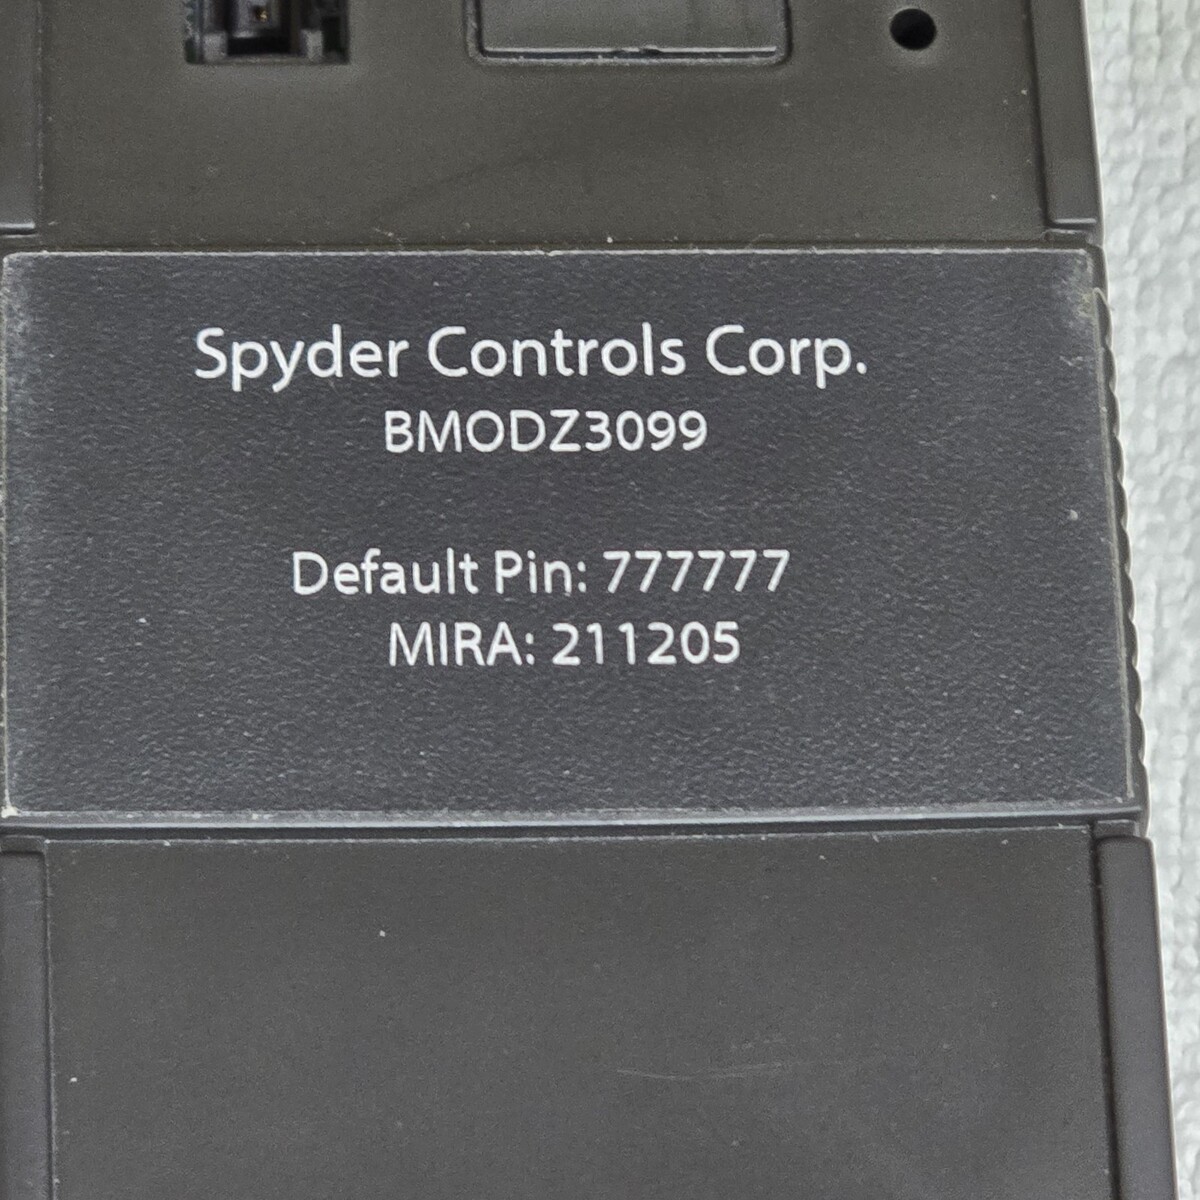 Spyder Controls Corp.
BMODZ3099
Default Pin: 777777
MIRA: 211205